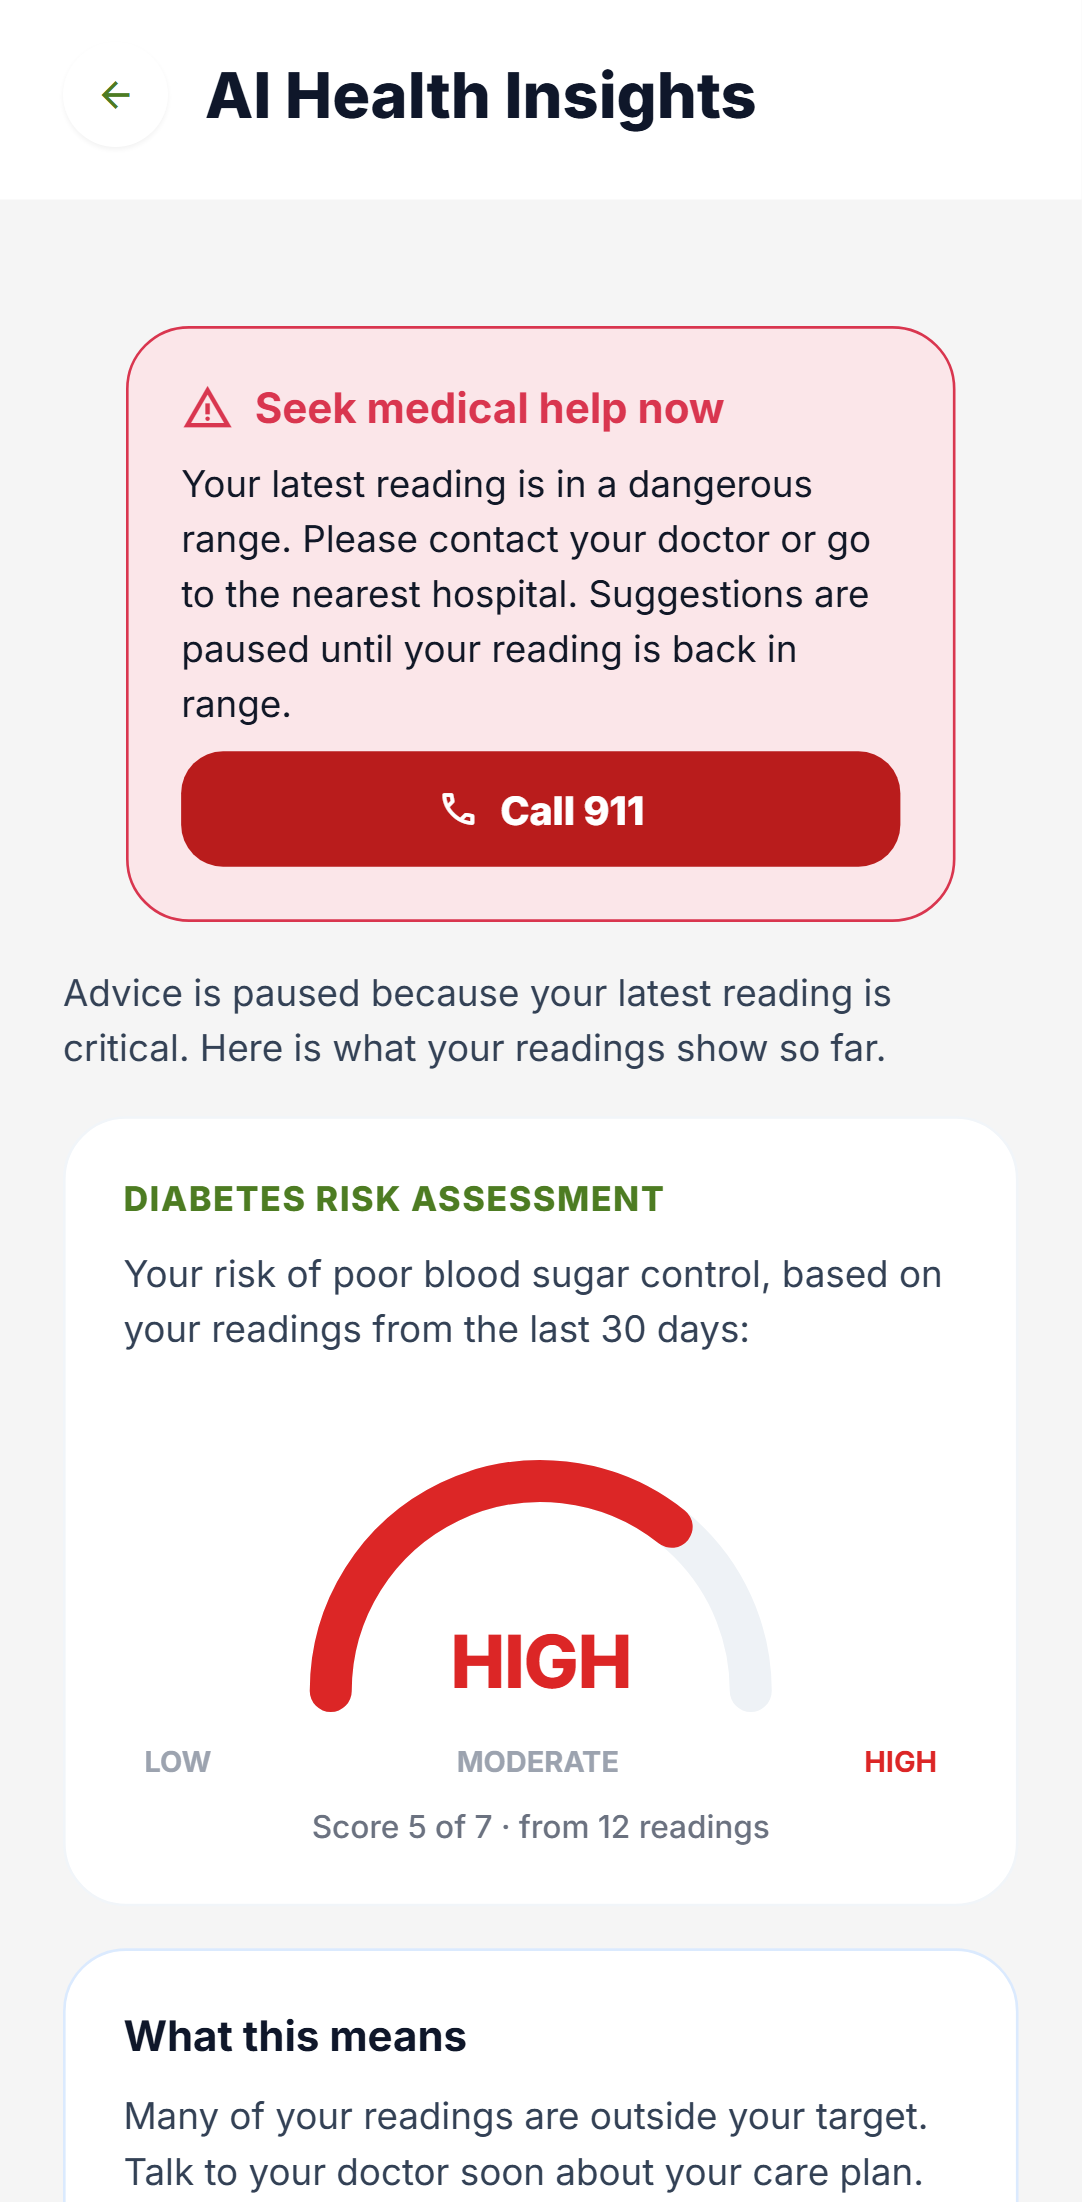 AI Health Insights
Seek medical help now
Your latest reading is in a dangerous
range. Please contact your doctor or go
to the nearest hospital. Suggestions are
paused until your reading is back in
range.
Call 911
Advice is paused because your latest reading is
critical. Here is what your readings show so far.
DIABETES RISK ASSESSMENT
Your risk of poor blood sugar control, based on
your readings from the last 30 days:
HIGH
LOW
MODERATE
HIGH
Score 5 of 7 · from 12 readings
What this means
Many of your readings are outside your target.
Talk to your doctor soon about your care plan.